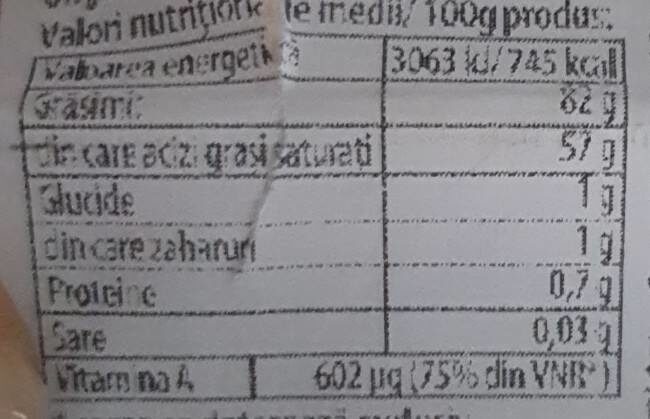 Valori nutriționale medii/ 100g produs:
Valoarea energetică 3063 kJ/ 745 kcal
Grăsimi: 82 g
din care acizi grași saturați 57 g
Glucide 1 g
din care zaharuri 1 g
Proteine 0,7 g
Sare 0,03 g
Vitamina A 602 µg (75% din VNR*)